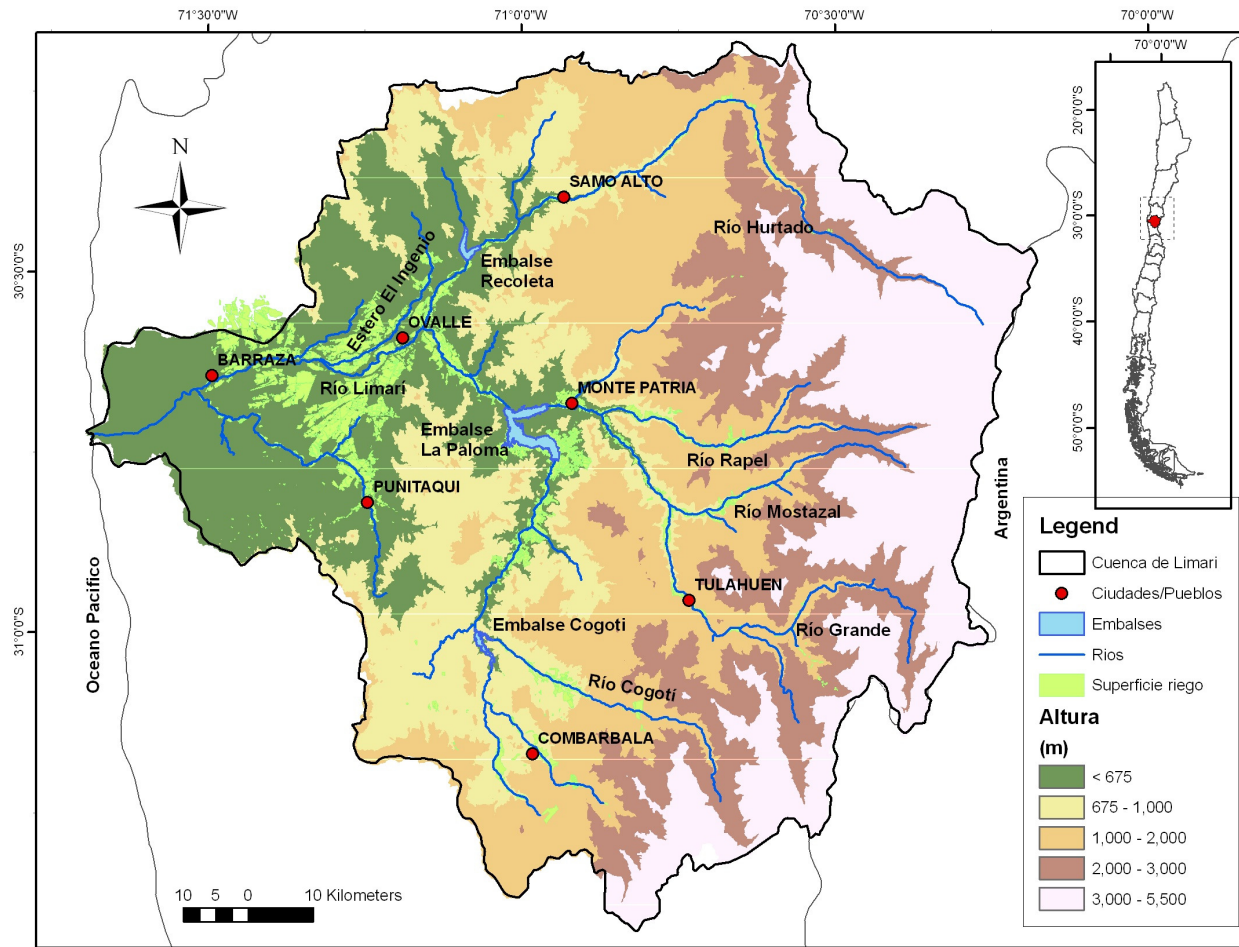 71°30'0"W
71°0'0"W
70°30'0"W
70°0'0"W
N
20°0'0"S
30°0'0"S
40°0'0"S
50°0'0"S
30°30'0"S
31°0'0"S
SAMO ALTO
Río Hurtado
Embalse
Recoleta
Estero El Ingenio
OVALLE
BARRAZA
Río Limarí
MONTE PATRIA
Embalse
La Paloma
Río Rapel
PUNITAQUI
Río Mostazal
Argentina
Oceano Pacifico
TULAHUEN
Embalse Cogoti
Río Grande
Río Cogotí
COMBARBALA
10 5 0 10 Kilometers
Legend
Cuenca de Limari
Ciudades/Pueblos
Embalses
Rios
Superficie riego
Altura
(m)
< 675
675 - 1,000
1,000 - 2,000
2,000 - 3,000
3,000 - 5,500